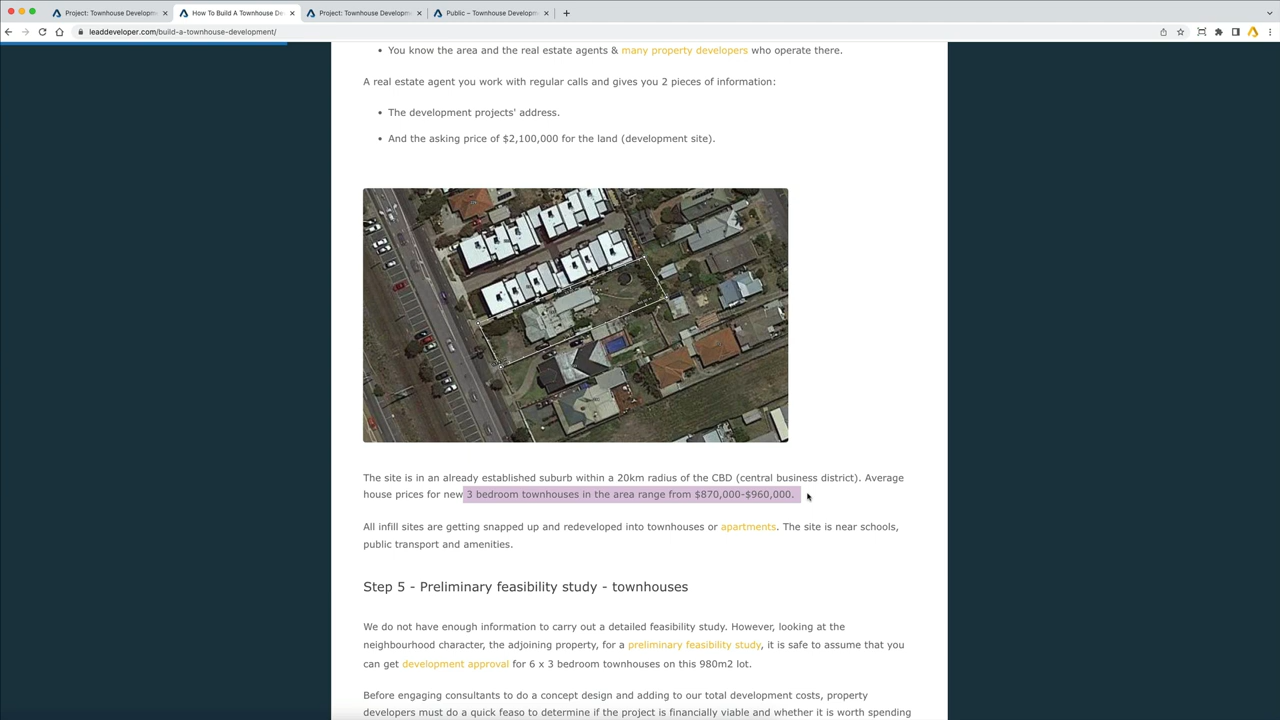 Project: Townhouse Developme
How To Build A Townhouse De
Project: Townhouse Developm
Public – Townhouse Developm
leaddeveloper.com/build-a-townhouse-development/
• You know the area and the real estate agents & many property developers who operate there.
A real estate agent you work with regular calls and gives you 2 pieces of information:
• The development projects' address.
• And the asking price of $2,100,000 for the land (development site).
The site is in an already established suburb within a 20km radius of the CBD (central business district). Average
house prices for new 3 bedroom townhouses in the area range from $870,000-$960,000.
All infill sites are getting snapped up and redeveloped into townhouses or apartments. The site is near schools,
public transport and amenities.
Step 5 - Preliminary feasibility study - townhouses
We do not have enough information to carry out a detailed feasibility study. However, looking at the
neighbourhood character, the adjoining property, for a preliminary feasibility study, it is safe to assume that you
can get development approval for 6 x 3 bedroom townhouses on this 980m2 lot.
Before engaging consultants to do a concept design and adding to our total development costs, property
developers must do a quick feaso to determine if the project is financially viable and whether it is worth spending